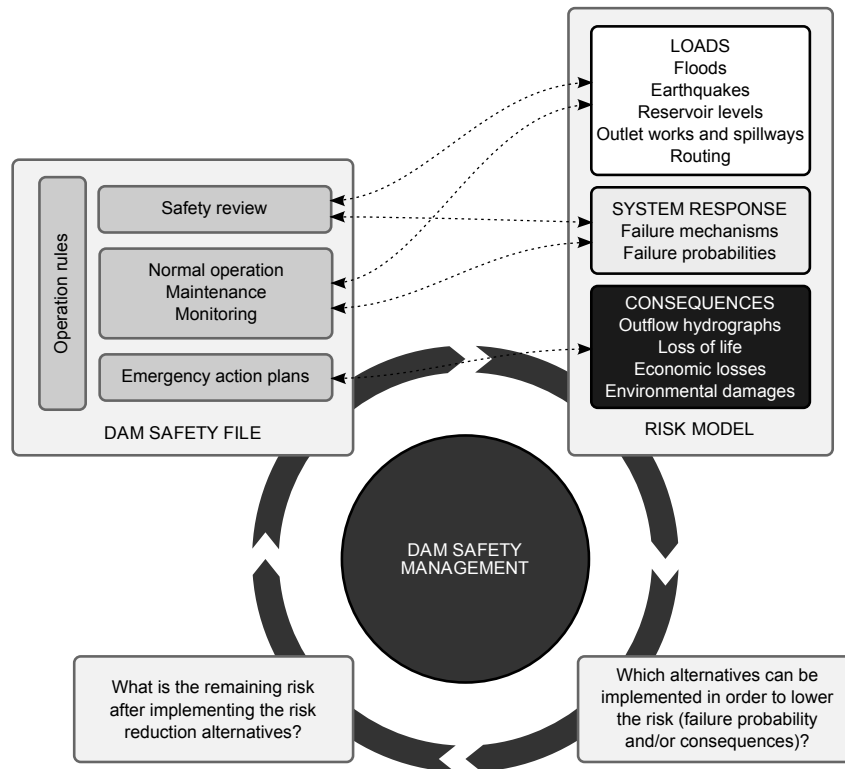 LOADS
Floods
Earthquakes
Reservoir levels
Outlet works and spillways
Routing
SYSTEM RESPONSE
Failure mechanisms
Failure probabilities
CONSEQUENCES
Outflow hydrographs
Loss of life
Economic losses
Environmental damages
RISK MODEL
Operation rules
Safety review
Normal operation
Maintenance
Monitoring
Emergency action plans
DAM SAFETY FILE
DAM SAFETY
MANAGEMENT
What is the remaining risk
after implementing the risk
reduction alternatives?
Which alternatives can be
implemented in order to lower
the risk (failure probability
and/or consequences)?